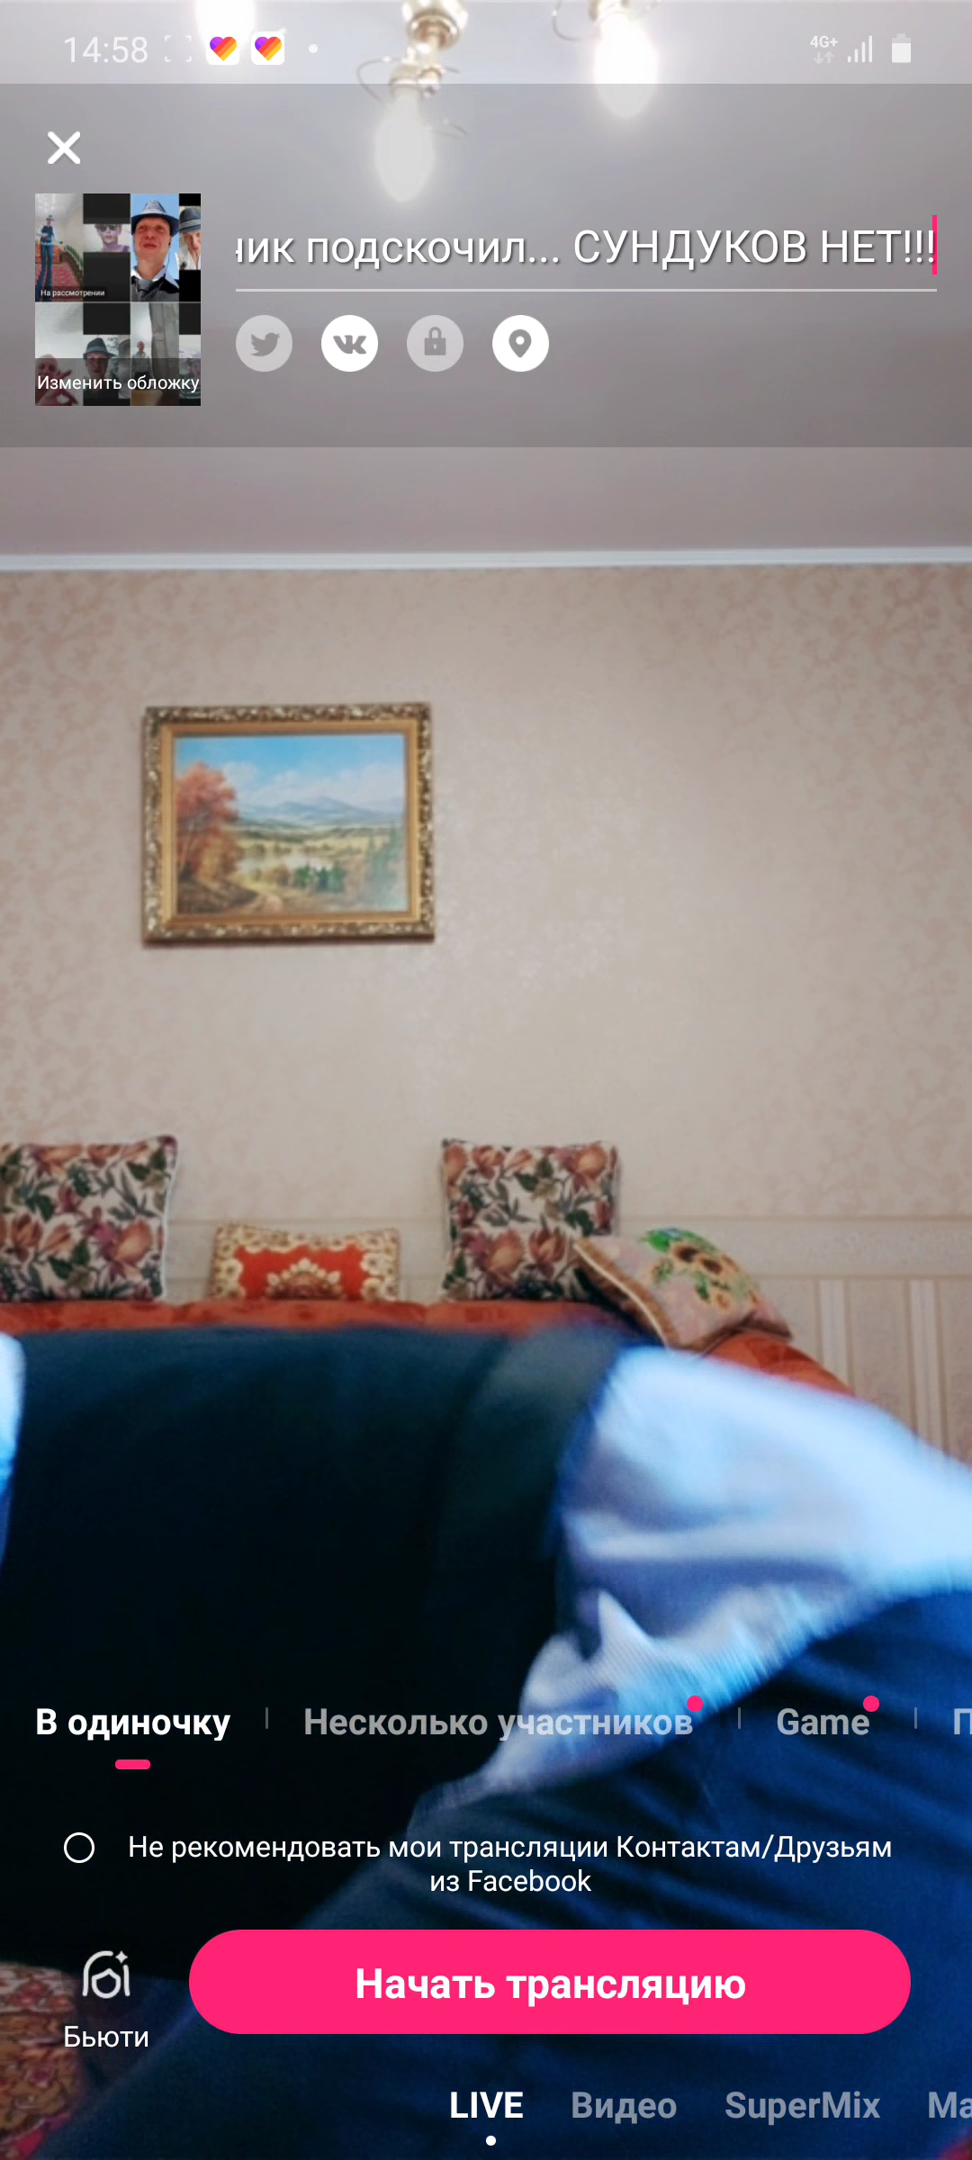 14:58
4G+
подскочил... СУНДУКОВ НЕТ!!!
На рассмотрении
Изменить обложку
В одиночку
Несколько участников
Game
Не рекомендовать мои трансляции Контактам/Друзьям
из Facebook
Начать трансляцию
Бьюти
LIVE
Видео
SuperMix